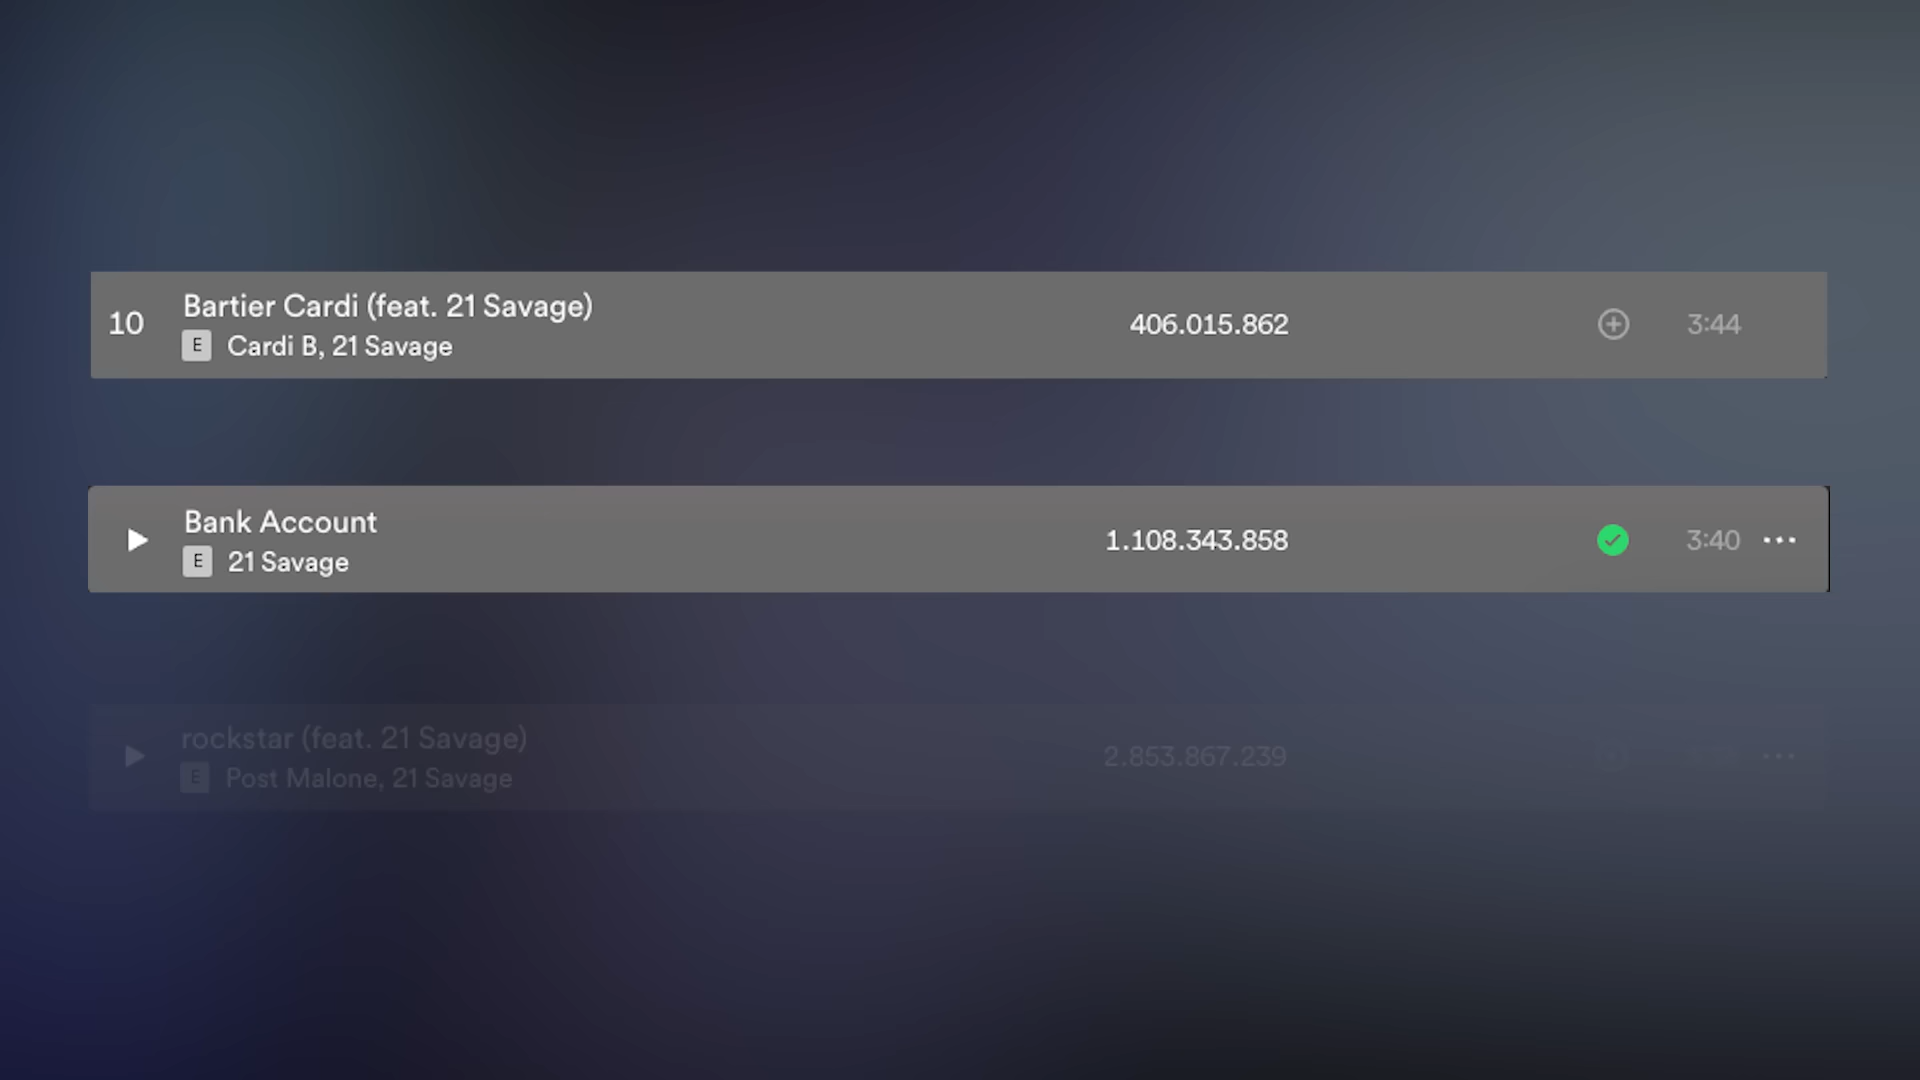 10
Bartier Cardi (feat. 21 Savage)
E Cardi B, 21 Savage
406.015.862
3:44
Bank Account
E 21 Savage
1.108.343.858
3:40
rockstar (feat. 21 Savage)
E Post Malone, 21 Savage
2.853.867.239